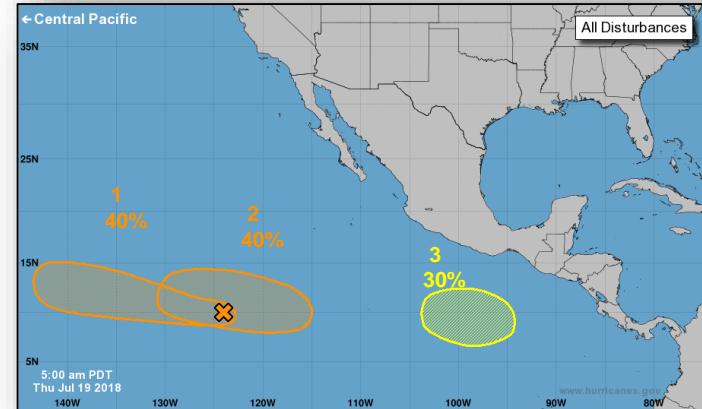 ← Central Pacific
All Disturbances
35N
25N
1
40%
2
40%
3
30%
15N
5N
5:00 am PDT
Thu Jul 19 2018
www.hurricanes.gov
140W 130W 120W 110W 100W 90W 80W